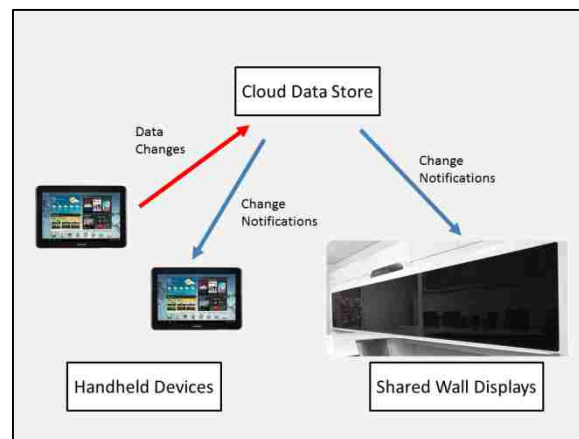 Cloud Data Store
Data
Changes
Change
Notifications
Change
Notifications
Handheld Devices
Shared Wall Displays